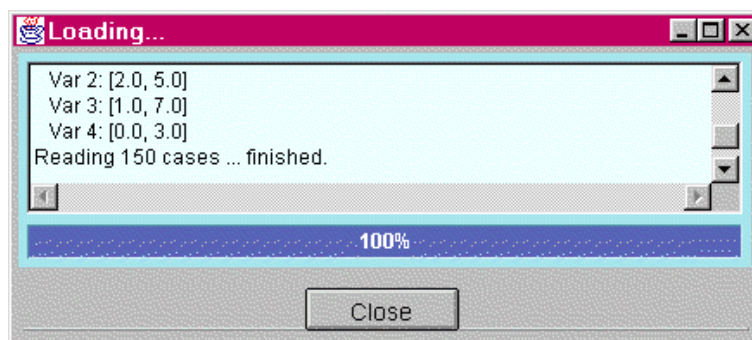 Loading...
Var 2: [2.0, 5.0]
Var 3: [1.0, 7.0]
Var 4: [0.0, 3.0]
Reading 150 cases ... finished.
100%
Close